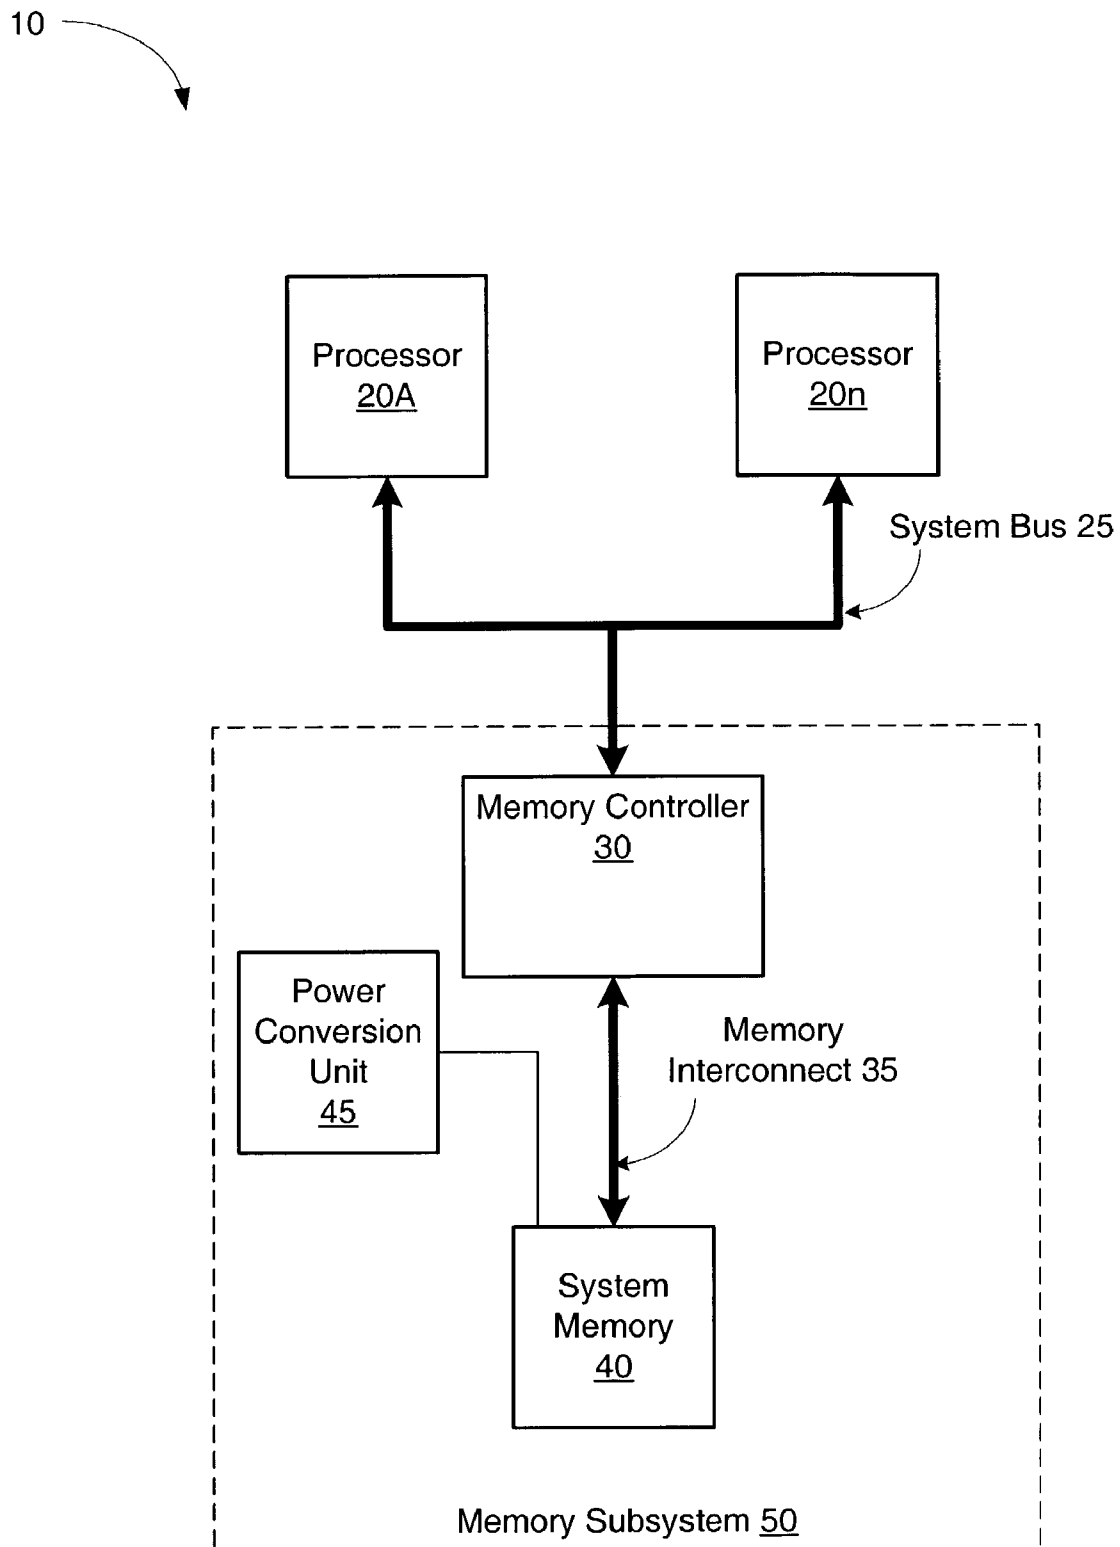 10
Processor
20A
Processor
20n
System Bus 25
Memory Controller
30
Power
Conversion
Unit
45
Memory
Interconnect 35
System
Memory
40
Memory Subsystem 50